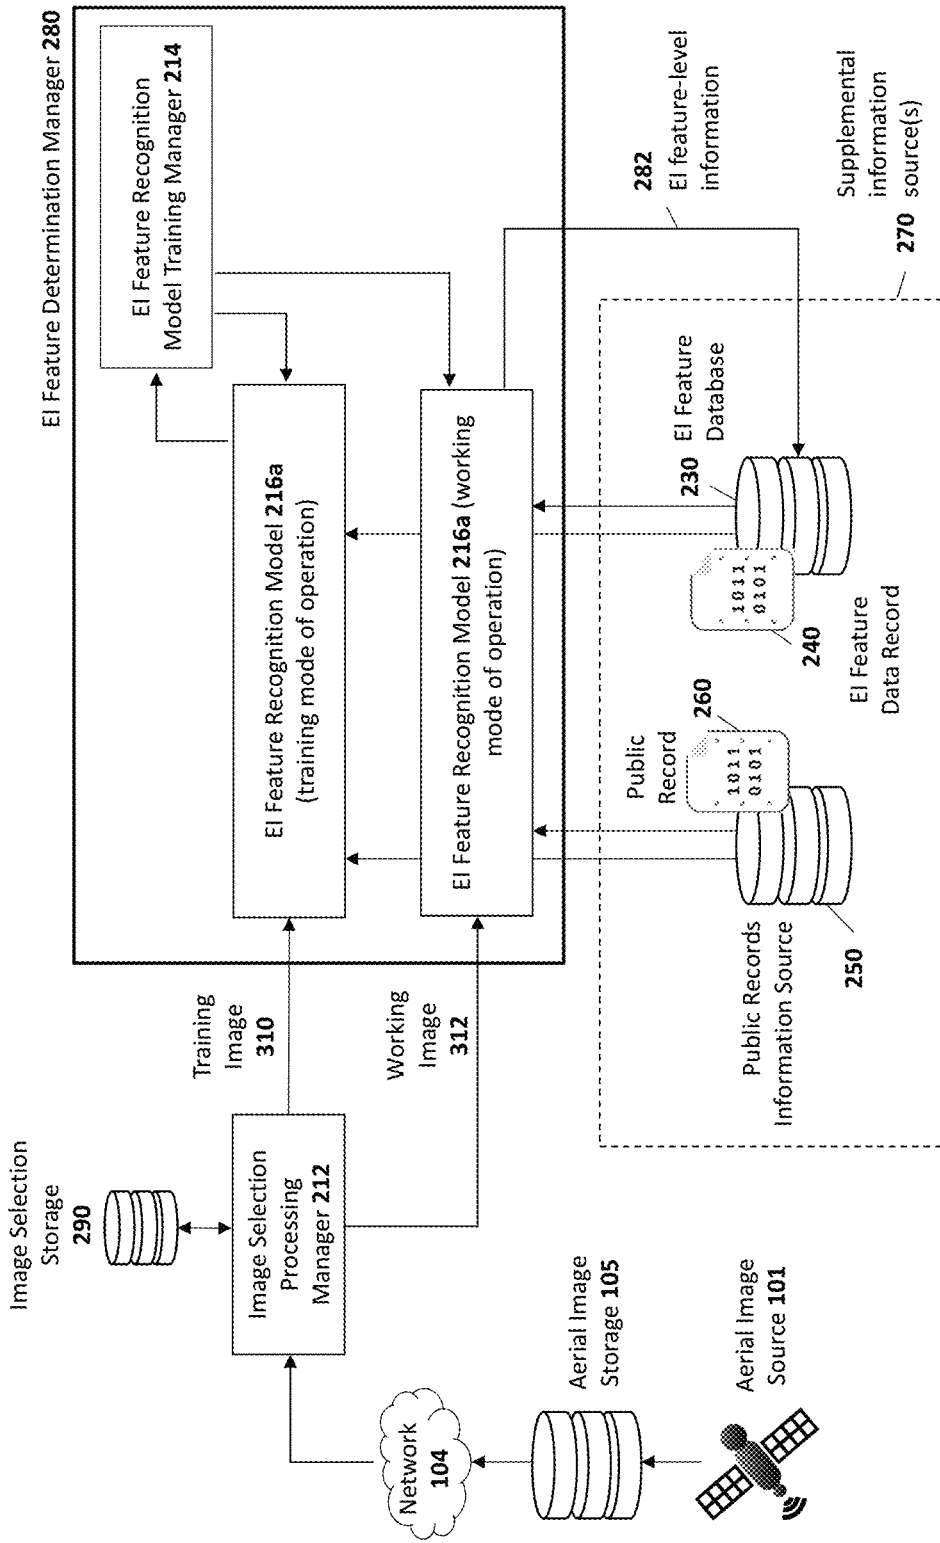 Image Selection
Storage
290
Image Selection
Processing
Manager 212
Network
104
Aerial Image
Storage 105
Aerial Image
Source 101
Training
Image
310
Working
Image
312
EI Feature Determination Manager 280
EI Feature Recognition
Model Training Manager 214
EI Feature Recognition Model 216a
(training mode of operation)
EI Feature Recognition Model 216a (working
mode of operation)
282
EI feature-level
information
Supplemental
information
source(s)
270
Public Records
Information Source
250
Public
Record
260
1011
0101
230
EI Feature
Database
1011
0101
240
EI Feature
Data Record